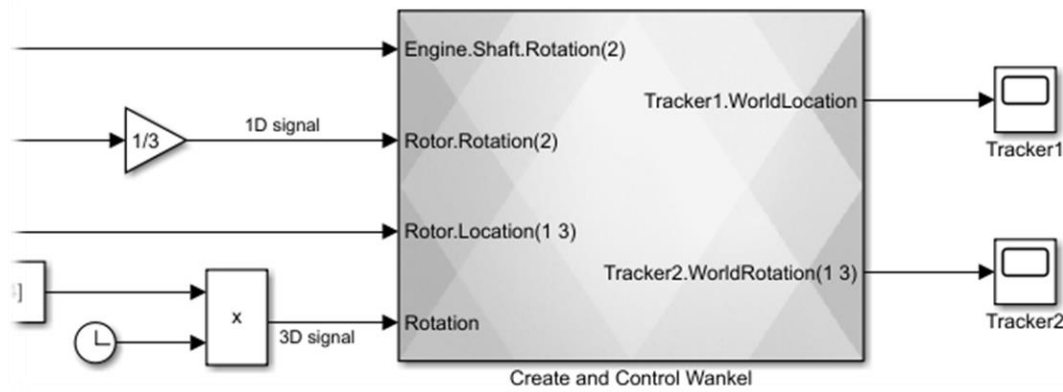 Engine.Shaft.Rotation(2)
Tracker1.WorldLocation
Tracker1
1/3
1D signal
Rotor.Rotation(2)
Rotor.Location(1 3)
Tracker2.WorldRotation(1 3)
Tracker2
]
x
3D signal
Rotation
Create and Control Wankel